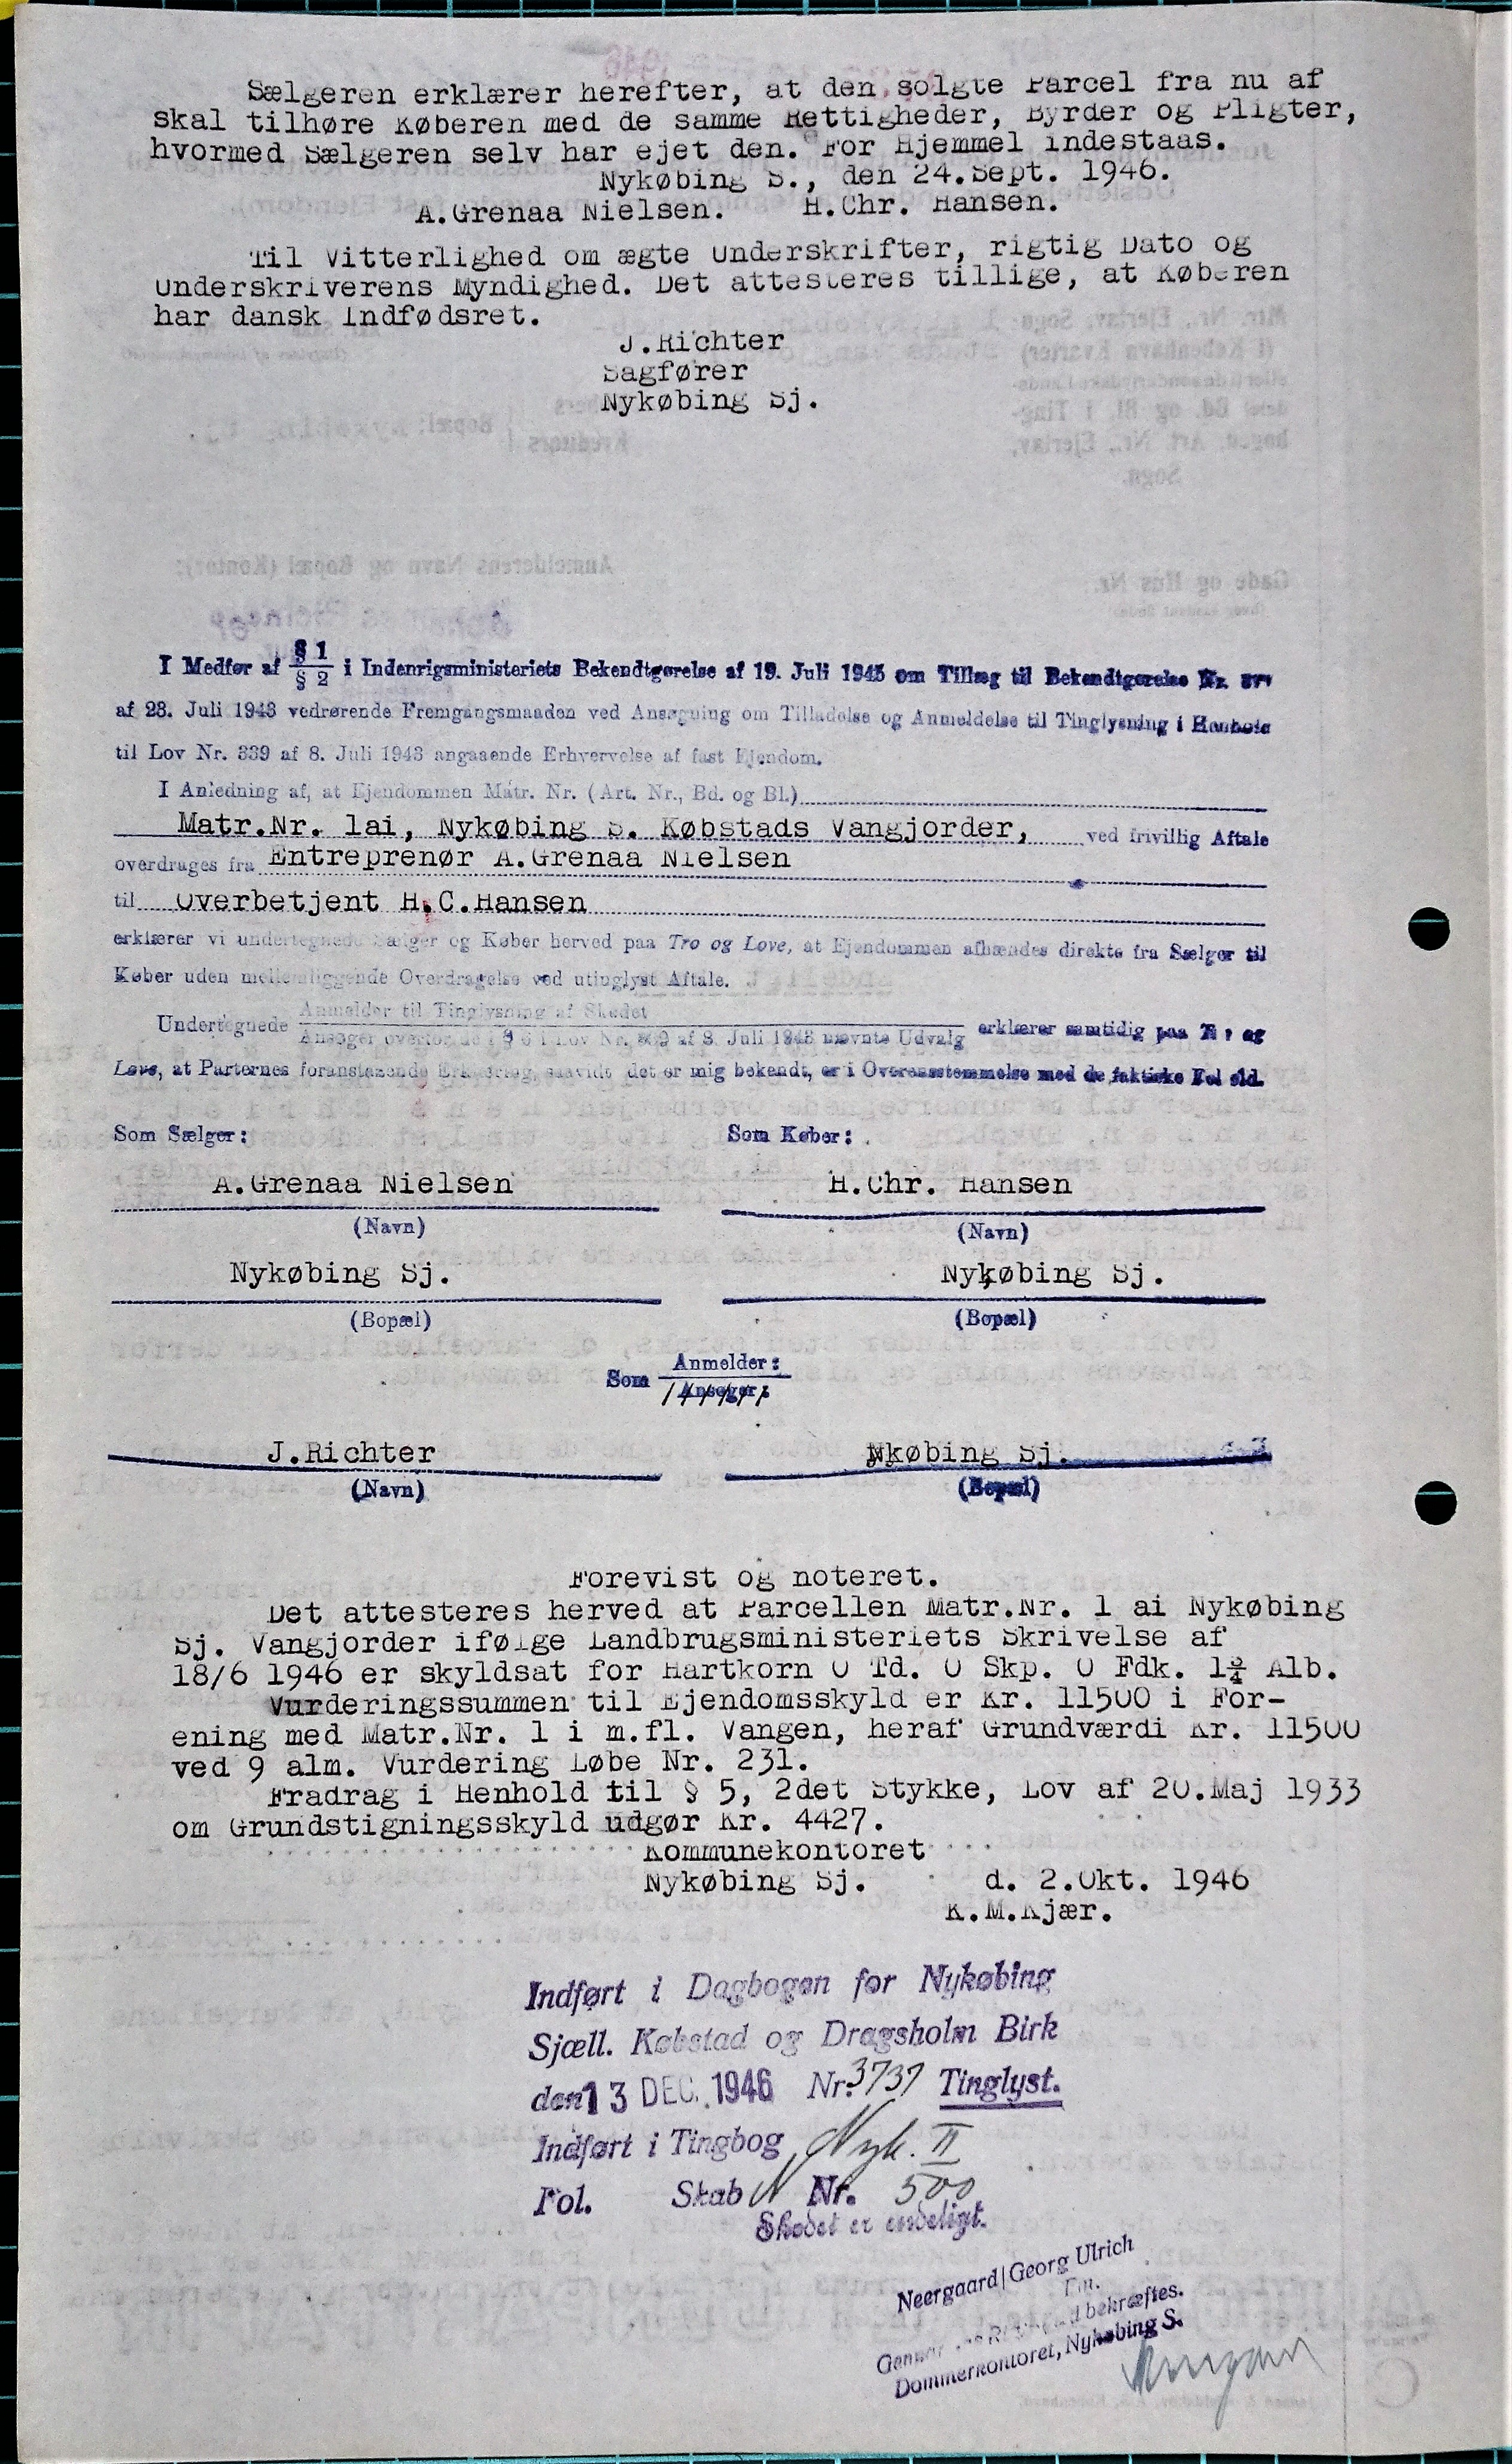 Sælgeren erklærer herefter, at den solgte Parcel fra nu af
skal tilhøre Køberen med de samme Rettigheder, Byrder og Pligter,
hvormed Sælgeren selv har ejet den. For Hjemmel indestaas.
Nykøbing S., den 24.Sept. 1946.
A.Grenaa Nielsen. H.Chr. Hansen.
Til Vitterlighed om ægte Underskrifter, rigtig Dato og
Underskriverens Myndighed. Det attesteres tillige, at Køberen
har dansk Indfødsret.
J.Richter
Sagfører
Nykøbing Sj.
I Medfør af § 1 / § 2 i Indenrigsministeriets Bekendtgørelse af 19. Juli 1945 om Tillæg til Bekendtgørelse Nr.
af 28. Juli 1943 vedrørende Fremgangsmaaden ved Ansøgning om Tilladelse og Anmeldelse til Tinglysning i Henhold
til Lov Nr. 339 af 8. Juli 1943 angaaende Erhvervelse af fast Ejendom.
I Anledning af, at Ejendommen Matr. Nr. (Art. Nr., Bd. og Bl.)
Matr.Nr. 1ai, Nykøbing S. Købstads Vangjorder, ved frivillig Aftale
overdrages fra Entreprenør A.Grenaa Nielsen
til Overbetjent H.C.Hansen
erklærer vi undertegnede Sælger og Køber herved paa Tro og Love, at Ejendommen afhændes direkte fra Sælger til
Køber uden mellemliggende Overdragelse ved utinglyst Aftale.
Anmelder til Tinglysning af Skødet
Undertegnede erklærer samtidig paa Tro og
Ansøger overfor de i § 6 i Lov Nr. 339 af 8. Juli 1943 nævnte Udvalg
Love, at Parternes foranstaaende Erklæring, saavidt det er mig bekendt, er i Overensstemmelse med de faktiske Forhold.
Som Sælger: Som Køber:
A.Grenaa Nielsen H.Chr. Hansen
(Navn) (Navn)
Nykøbing Sj. Nykøbing Sj.
(Bopæl) (Bopæl)
Som Anmelder:
Ansøger:
J.Richter Nkøbing Sj.
(Navn) (Bopæl)
Forevist og noteret.
Det attesteres herved at Parcellen Matr.Nr. 1 ai Nykøbing
Sj. Vangjorder ifølge Landbrugsministeriets Skrivelse af
18/6 1946 er skyldsat for Hartkorn 0 Td. 0 Skp. 0 Fdk. 1¾ Alb.
Vurderingssummen til Ejendomsskyld er Kr. 11500 i For-
ening med Matr.Nr. 1 i m.fl. Vangen, heraf Grundværdi Kr. 11500
ved 9 alm. Vurdering Løbe Nr. 231.
Fradrag i Henhold til § 5, 2det Stykke, Lov af 20.Maj 1933
om Grundstigningsskyld udgør Kr. 4427.
Kommunekontoret
Nykøbing Sj. d. 2.Okt. 1946
K.M.Kjær.
Indført i Dagbogen for Nykøbing
Sjæll. Købstad og Dragsholm Birk
den 13 DEC. 1946 Nr. 3737 Tinglyst.
Indført i Tingbog Nyk. II
Fol. Skab N Nr. 500
Skødet er endeligt.
Neergaard/Georg Ulrich
Fm.
bekræftes.
Dommerkontoret, Nykøbing S.